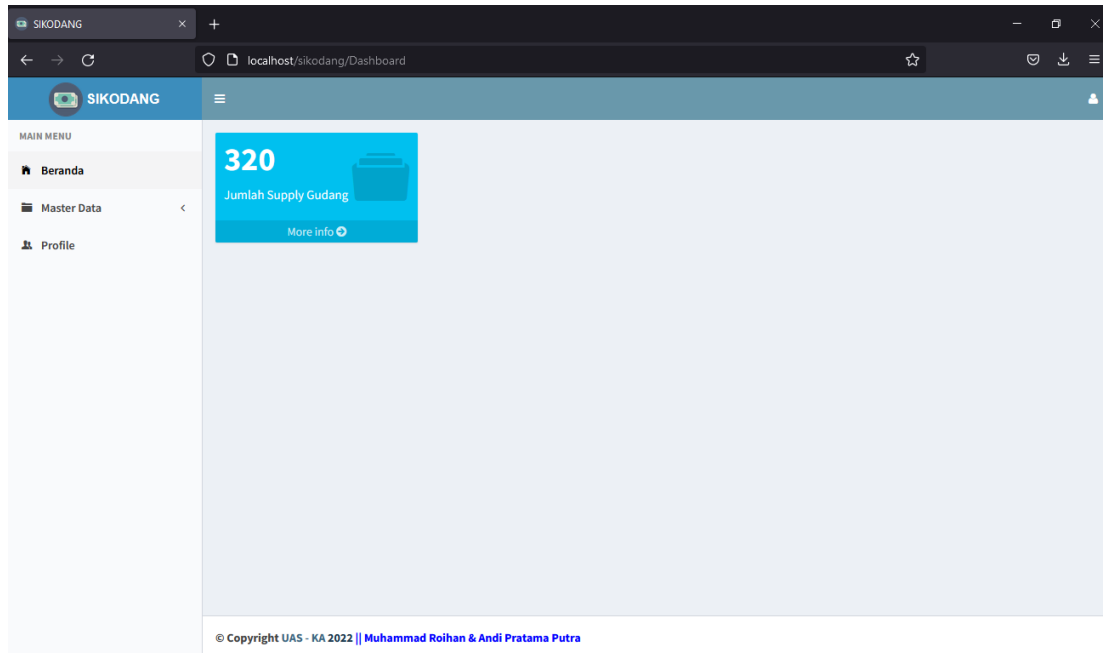 SIKODANG
localhost/sikodang/Dashboard
SIKODANG
MAIN MENU
Beranda
Master Data
Profile
320
Jumlah Supply Gudang
More info
© Copyright UAS - KA 2022 || Muhammad Roihan & Andi Pratama Putra